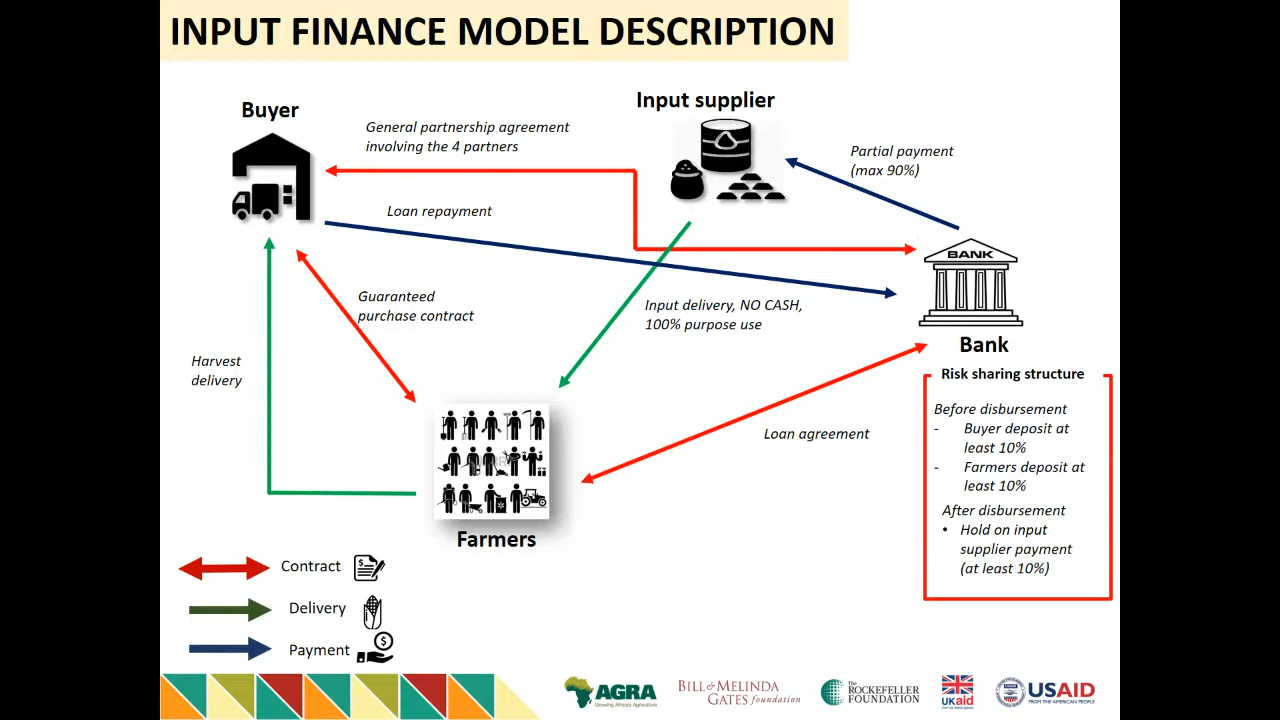 INPUT FINANCE MODEL DESCRIPTION
Buyer
Input supplier
General partnership agreement
involving the 4 partners
Partial payment
(max 90%)
Loan repayment
BANK
Guaranteed
purchase contract
Input delivery, NO CASH,
100% purpose use
Bank
Harvest
delivery
Risk sharing structure
Before disbursement
- Buyer deposit at
least 10%
- Farmers deposit at
least 10%
Loan agreement
After disbursement
• Hold on input
supplier payment
(at least 10%)
Farmers
Contract
Delivery
Payment
AGRA
Growing Africa's Agriculture
BILL & MELINDA
GATES foundation
The
ROCKEFELLER
FOUNDATION
UKaid
from the British people
USAID
FROM THE AMERICAN PEOPLE